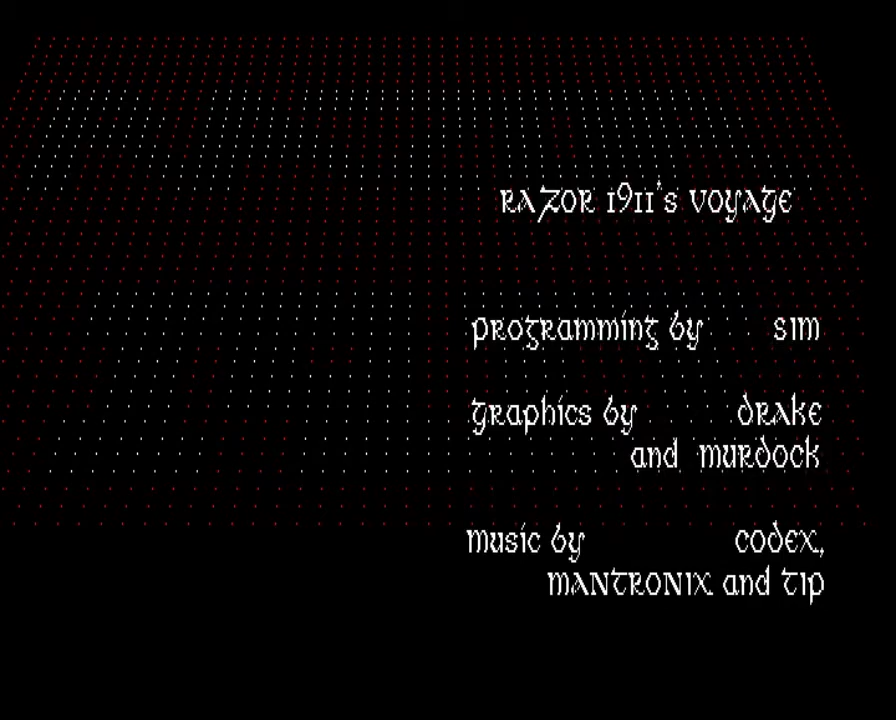 RAZOR 1911's VOYAGE
programming by SIM
graphics by DRAKE
and MURDOCK
music by CODEX,
MANTRONIX and TIP